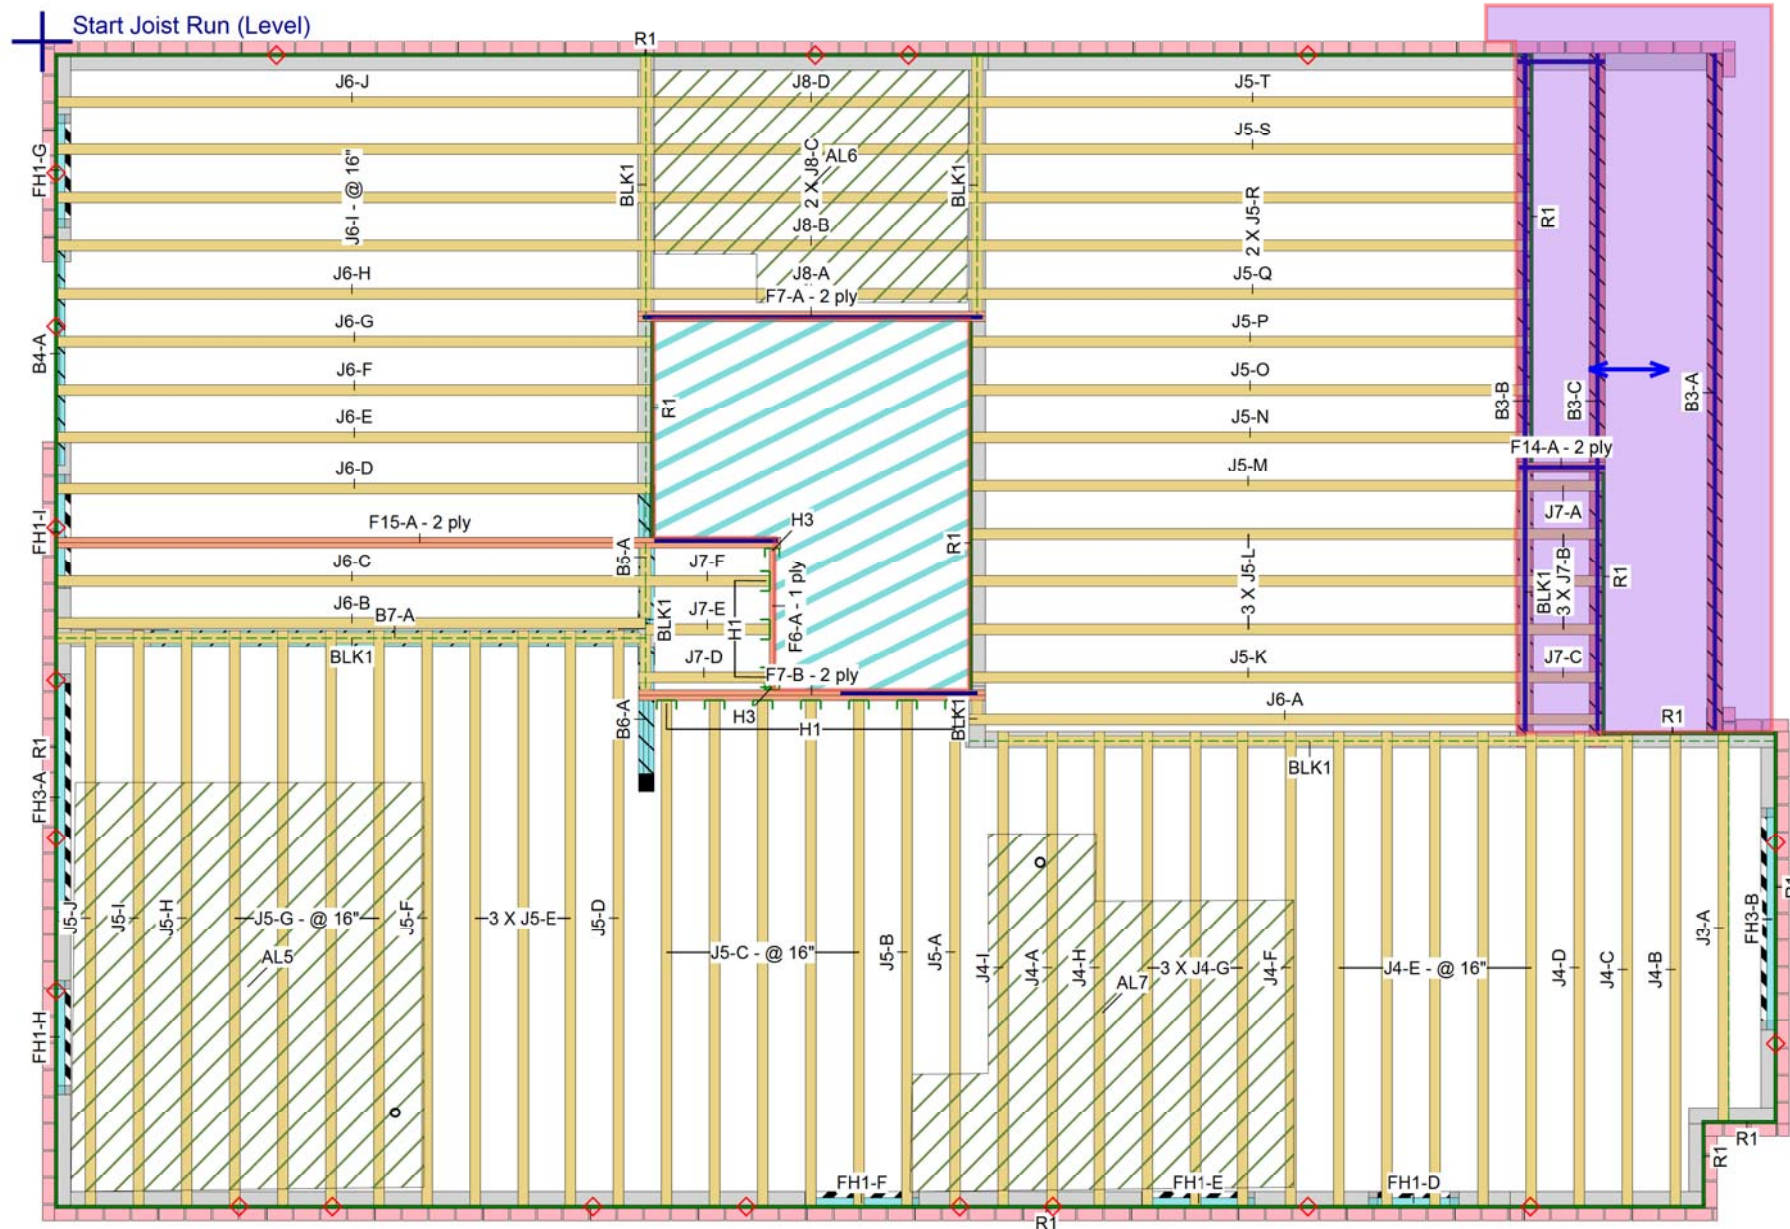 Start Joist Run (Level)
R1
J6-J
J8-D
J5-T
J5-S
FH1-G
J6-I - @ 16"
BLK1
2 X J8-C
AL6
BLK1
2 X J5-R
R1
J8-B
J6-H
J8-A
J5-Q
F7-A - 2 ply
J6-G
J5-P
B4-A
J6-F
J5-O
R1
B3-B
B3-C
B3-A
J6-E
J5-N
F14-A - 2 ply
J6-D
J5-M
FH1-I
F15-A - 2 ply
H3
J7-A
B5-A
J6-C
J7-F
R1
F6-A - 1 ply
3 X J5-L
BLK1
3 X J7-B
R1
J6-B
B7-A
BLK1
J7-E
H1
BLK1
J7-D
F7-B - 2 ply
J5-K
J7-C
J6-A
B6-A
H3
H1
BLK1
R1
R1
FH3-A
BLK1
J5-J
J5-I
J5-H
J5-G - @ 16"
J5-F
3 X J5-E
J5-D
J5-C - @ 16"
J5-B
J5-A
J4-I
J4-A
J4-H
3 X J4-G
J4-F
J4-E - @ 16"
J4-D
J4-C
J4-B
J3-A
FH3-B
AL5
AL7
FH1-H
FH1-F
FH1-E
FH1-D
R1
R1
R1